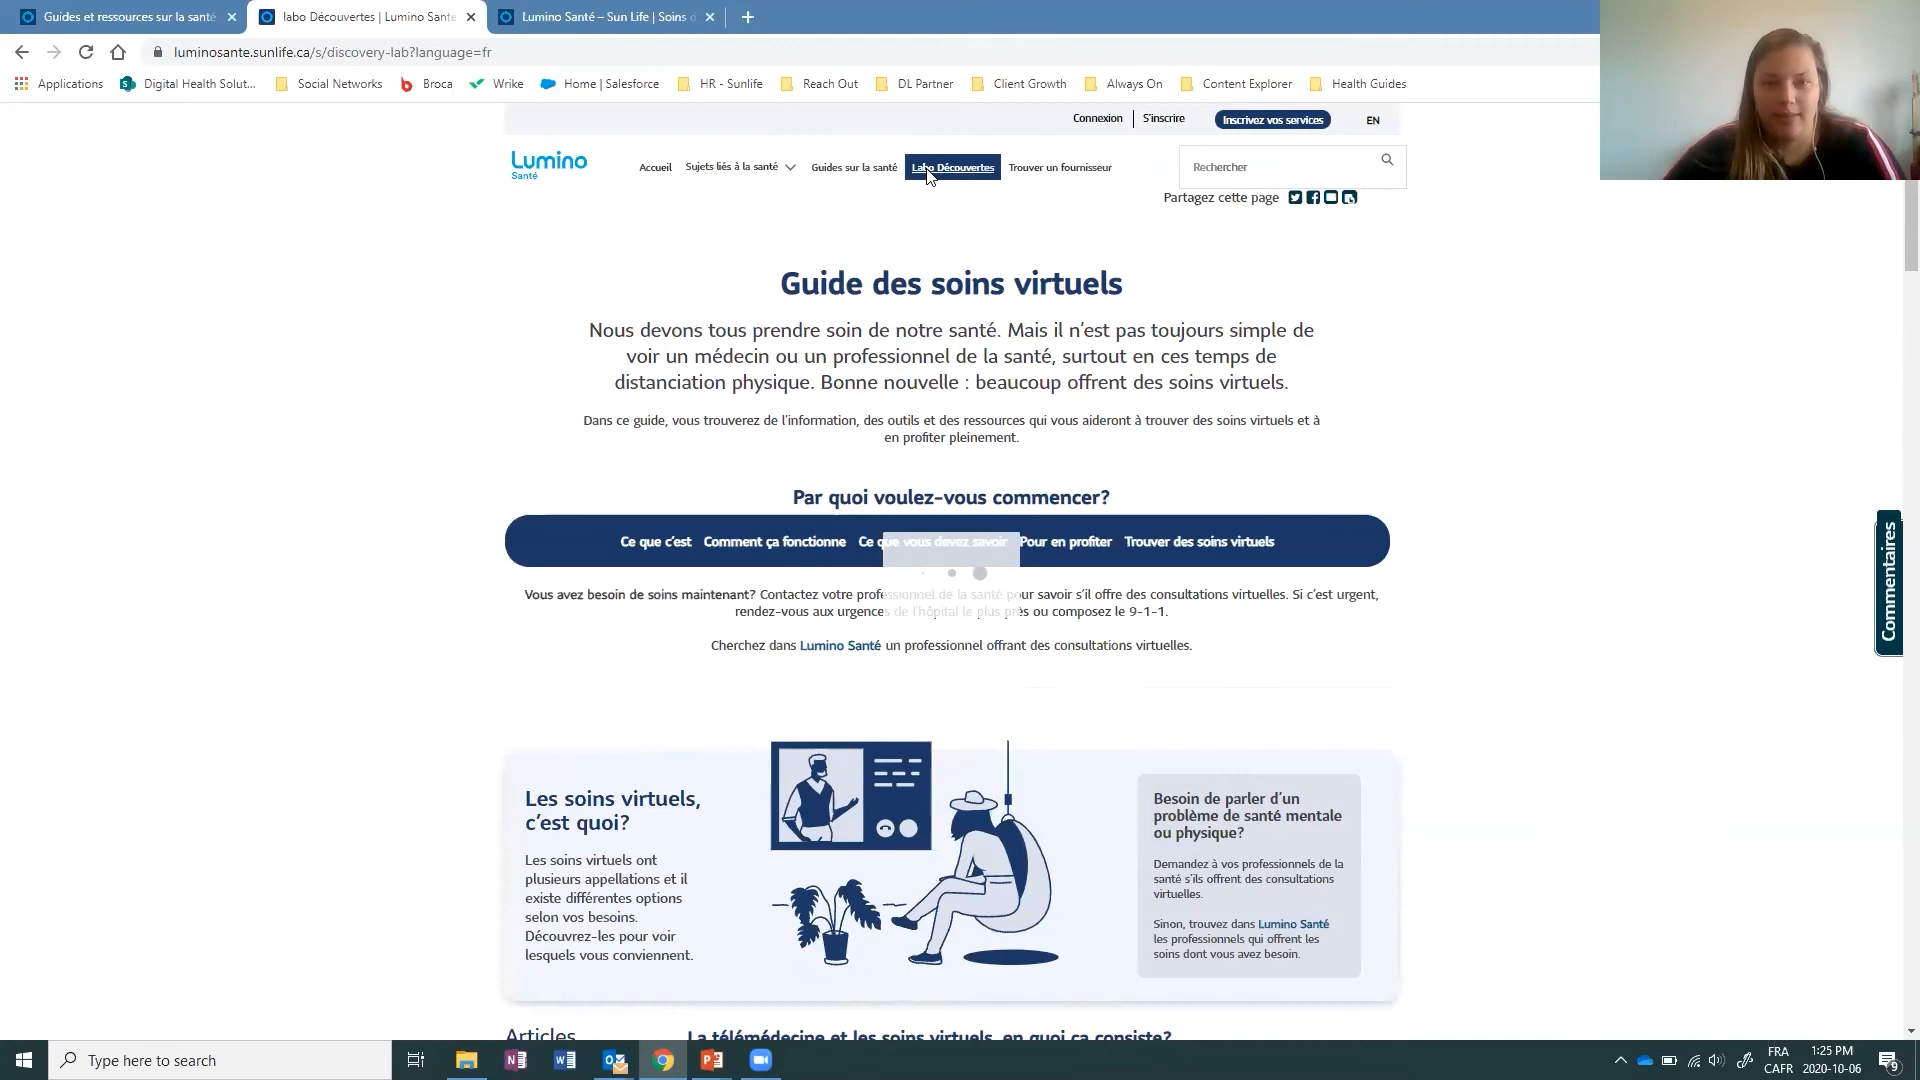 Guides et ressources sur la santé
labo Découvertes | Lumino Santé
Lumino Santé – Sun Life | Soins d
luminosante.sunlife.ca/s/discovery-lab?language=fr
Applications
Digital Health Solut...
Social Networks
Broca
Wrike
Home | Salesforce
HR - Sunlife
Reach Out
DL Partner
Client Growth
Always On
Content Explorer
Health Guides
Connexion
S'inscrire
Inscrivez vos services
EN
Lumino
Santé
Accueil
Sujets liés à la santé
Guides sur la santé
Labo Découvertes
Trouver un fournisseur
Rechercher
Partagez cette page
Guide des soins virtuels
Nous devons tous prendre soin de notre santé. Mais il n'est pas toujours simple de
voir un médecin ou un professionnel de la santé, surtout en ces temps de
distanciation physique. Bonne nouvelle : beaucoup offrent des soins virtuels.
Dans ce guide, vous trouverez de l'information, des outils et des ressources qui vous aideront à trouver des soins virtuels et à
en profiter pleinement.
Par quoi voulez-vous commencer?
Ce que c'est
Comment ça fonctionne
Ce que vous devez savoir
Pour en profiter
Trouver des soins virtuels
Vous avez besoin de soins maintenant? Contactez votre professionnel de la santé pour savoir s'il offre des consultations virtuelles. Si c'est urgent,
rendez-vous aux urgences de l'hôpital le plus près ou composez le 9-1-1.
Cherchez dans Lumino Santé un professionnel offrant des consultations virtuelles.
Commentaires
Les soins virtuels,
c'est quoi?
Les soins virtuels ont
plusieurs appellations et il
existe différentes options
selon vos besoins.
Découvrez-les pour voir
lesquels vous conviennent.
Besoin de parler d'un
problème de santé mentale
ou physique?
Demandez à vos professionnels de la
santé s'ils offrent des consultations
virtuelles.
Sinon, trouvez dans Lumino Santé
les professionnels qui offrent les
soins dont vous avez besoin.
Articles
La télémédecine et les soins virtuels, en quoi ça consiste?
Type here to search
FRA
CAFR
1:25 PM
2020-10-06
9